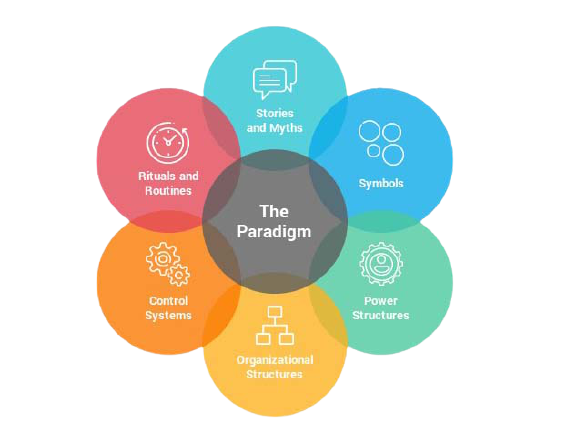 Stories
and Myths
Rituals and
Routines
Symbols
The
Paradigm
Control
Systems
Power
Structures
Organizational
Structures